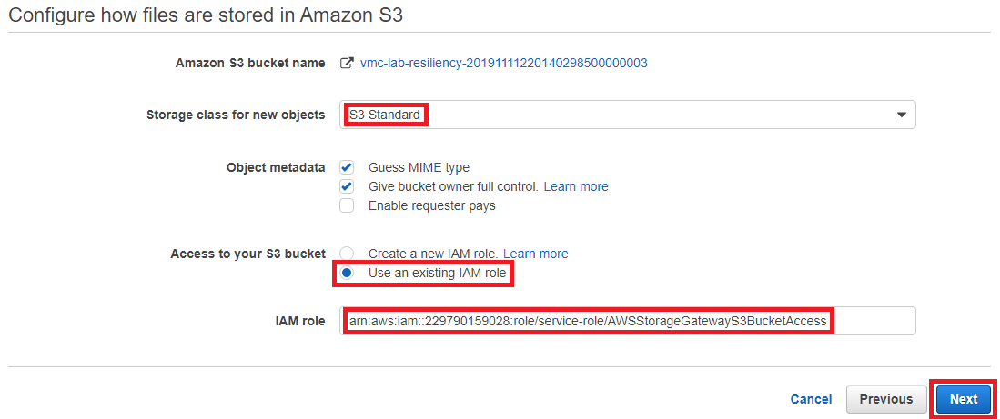 Configure how files are stored in Amazon S3
Amazon S3 bucket name vmc-lab-resiliency-20191111220140298500000003
Storage class for new objects S3 Standard
Object metadata Guess MIME type
Give bucket owner full control. Learn more
Enable requester pays
Access to your S3 bucket Create a new IAM role. Learn more
Use an existing IAM role
IAM role arn:aws:iam::229790159028:role/service-role/AWSStorageGatewayS3BucketAccess
Cancel Previous Next